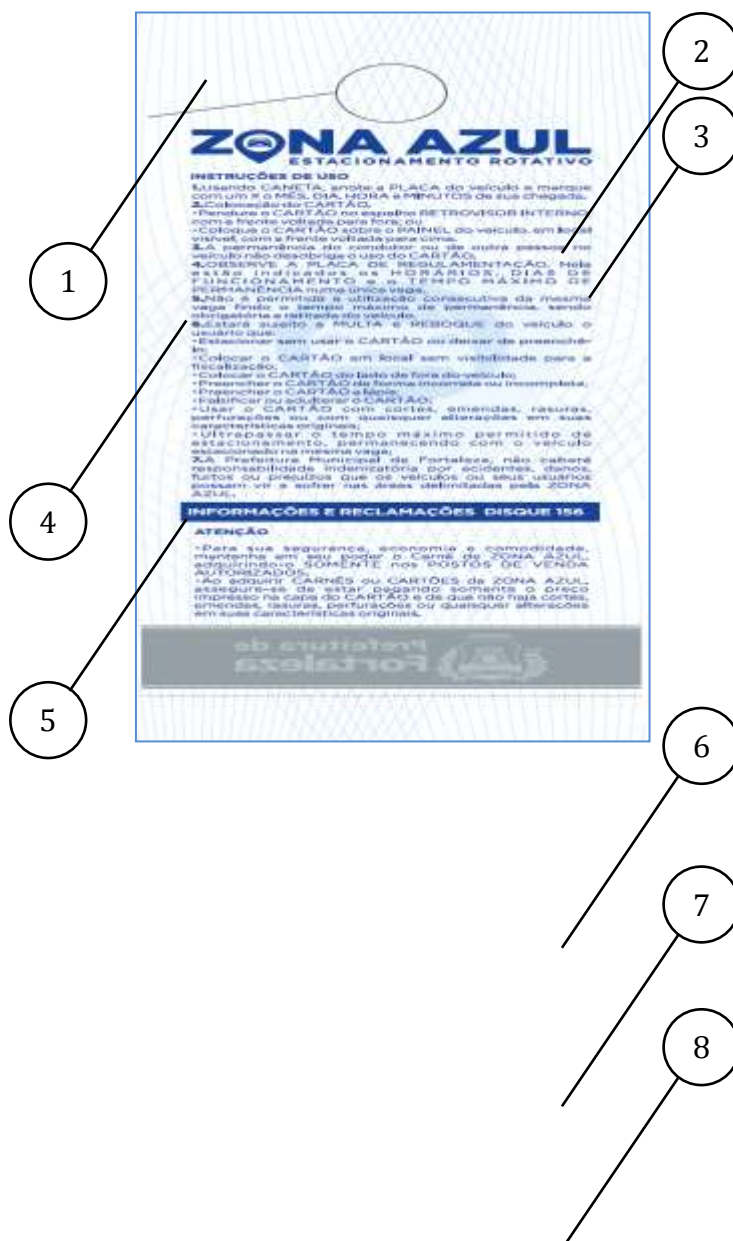 2
3
ZONA AZUL
ESTACIONAMENTO ROTATIVO
INSTRUÇÕES DE USO
1.Usando CANETA, anote a PLACA do veículo e marque
com um X o MÊS, DIA, HORA e MINUTOS de sua chegada.
2.Colocação do CARTÃO.
•Pendure o CARTÃO no espelho RETROVISOR INTERNO
com a frente voltada para fora; ou
•Coloque o CARTÃO sobre o PAINEL do veículo, em local
visível, com a frente voltada para cima.
3.A permanência do condutor ou de outra pessoa no
veículo não desobriga o uso do CARTÃO.
1
4.OBSERVE A PLACA DE REGULAMENTAÇÃO. Nela
estão indicados os HORÁRIOS, DIAS DE
FUNCIONAMENTO e o TEMPO MÁXIMO DE
PERMANÊNCIA numa única vaga.
5.Não é permitido a utilização consecutiva da mesma
vaga findo o tempo máximo de permanência, sendo
obrigatória a retirada do veículo.
6.Estará sujeito a MULTA e REBOQUE do veículo o
usuário que:
•Estacionar sem usar o CARTÃO ou deixar de preenchê-
lo;
•Colocar o CARTÃO em local sem visibilidade para a
fiscalização;
•Colocar o CARTÃO do lado de fora do veículo;
•Preencher o CARTÃO de forma incorreta ou incompleta;
•Preencher o CARTÃO a lápis;
•Falsificar ou adulterar o CARTÃO;
•Usar o CARTÃO com cortes, emendas, rasuras,
perfurações ou com quaisquer alterações em suas
características originais;
•Ultrapassar o tempo máximo permitido de
estacionamento, permanecendo com o veículo
estacionado na mesma vaga;
7.A Prefeitura Municipal de Fortaleza, não caberá
responsabilidade indenizatória por acidentes, danos,
furtos ou prejuízos que os veículos ou seus usuários
possam vir a sofrer nas áreas delimitadas pela ZONA
AZUL.
4
INFORMAÇÕES E RECLAMAÇÕES DISQUE 156
ATENÇÃO
•Para sua segurança, economia e comodidade,
mantenha em seu poder o Carnê de ZONA AZUL,
adquirindo-o SOMENTE nos POSTOS DE VENDA
AUTORIZADOS.
•Ao adquirir CARNÊS ou CARTÕES da ZONA AZUL,
assegure-se de estar pagando somente o preço
impresso na capa do CARTÃO e de que não haja cortes,
emendas, rasuras, perfurações ou quaisquer alterações
em suas características originais.
Prefeitura de
Fortaleza
5
6
7
8